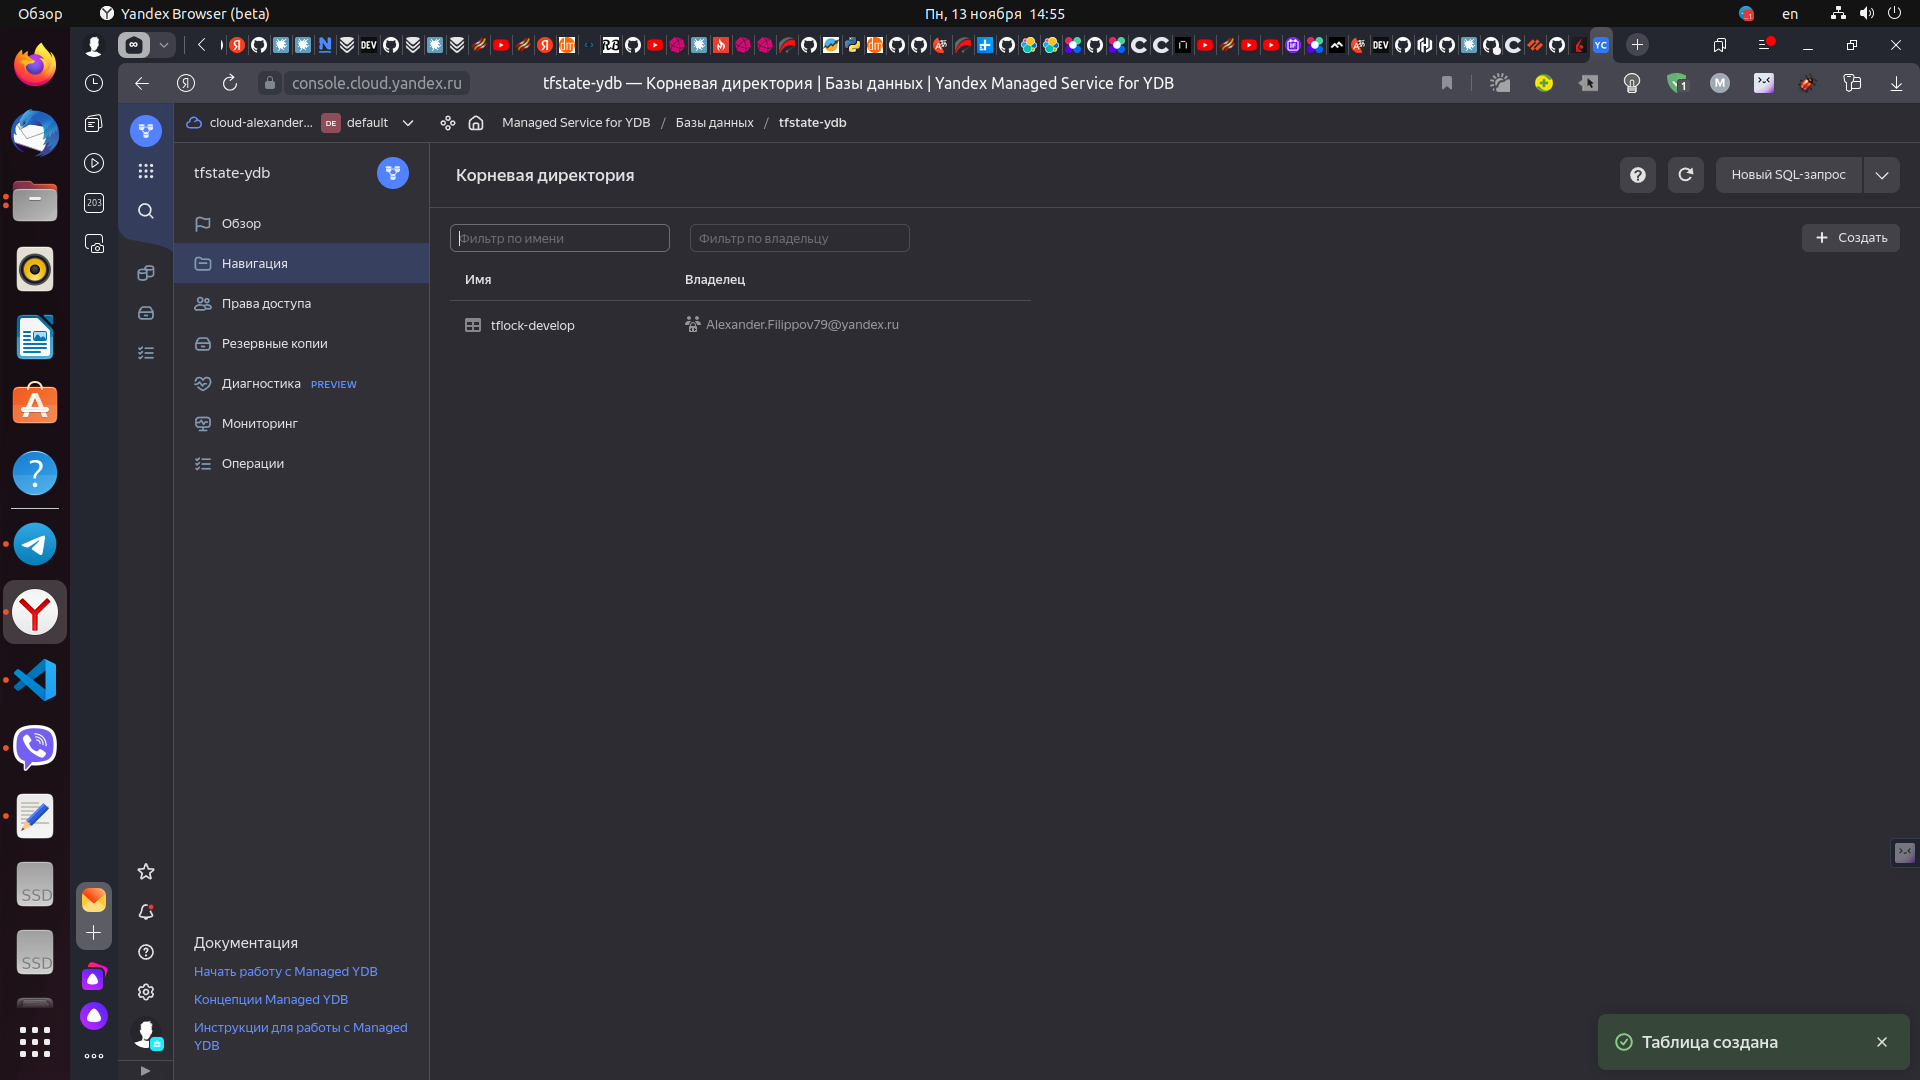 Обзор
Yandex Browser (beta)
Пн, 13 ноября 14:55
en
console.cloud.yandex.ru
tfstate-ydb — Корневая директория | Базы данных | Yandex Managed Service for YDB
203
cloud-alexander...
DE
default
Managed Service for YDB / Базы данных / tfstate-ydb
tfstate-ydb
Обзор
Навигация
Права доступа
Резервные копии
Диагностика PREVIEW
Мониторинг
Операции
Корневая директория
Новый SQL-запрос
Фильтр по имени
Фильтр по владельцу
Создать
Имя
Владелец
tflock-develop
Alexander.Filippov79@yandex.ru
Документация
Начать работу с Managed YDB
Концепции Managed YDB
Инструкции для работы с Managed
YDB
SSD
SSD
Таблица создана